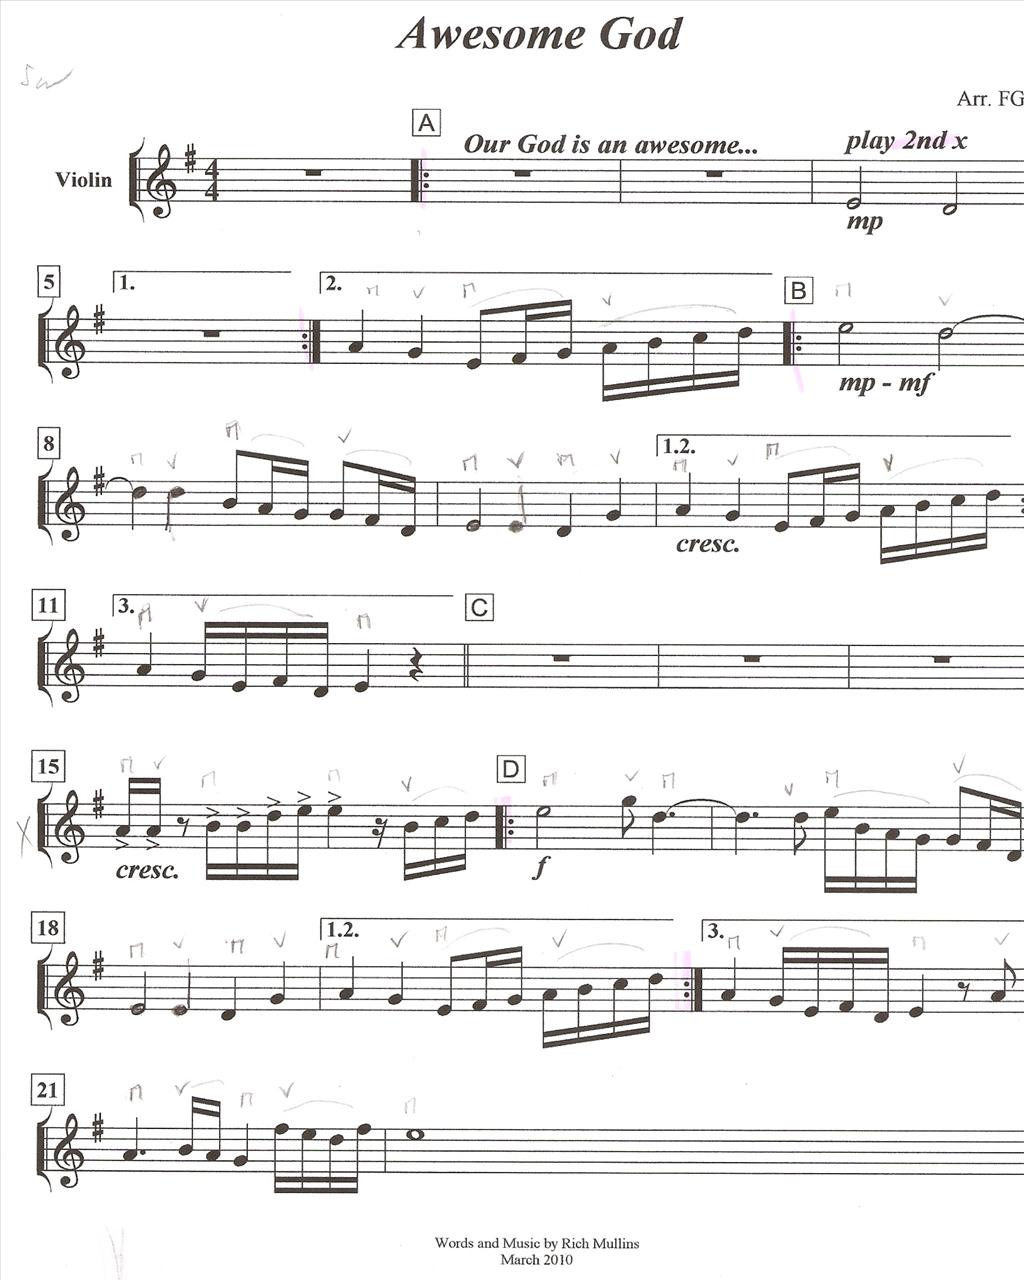 Awesome God
Arr. FG
A
Our God is an awesome...
play 2nd x
Violin
mp
5
1.
2.
B
mp - mf
8
1.2.
cresc.
11
3.
C
15
D
cresc.
f
18
1.2.
3.
21
Words and Music by Rich Mullins
March 2010